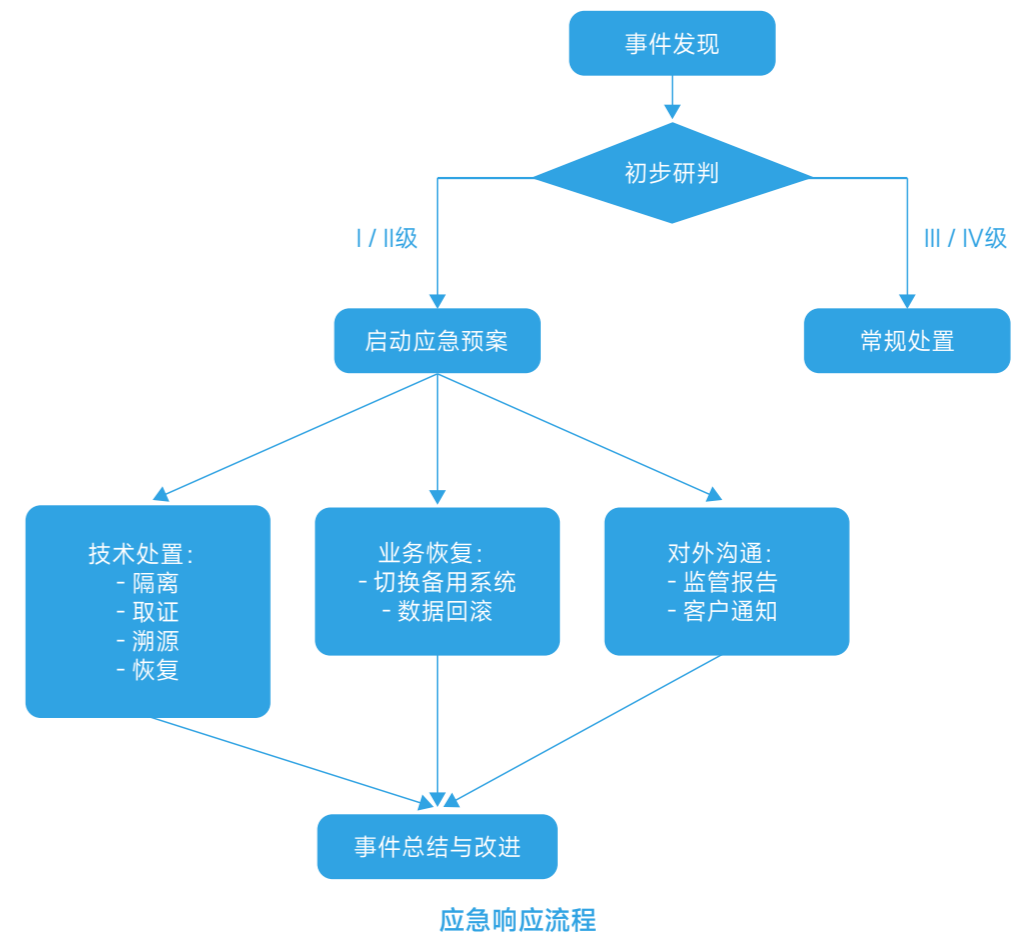 事件发现
初步研判
I / II级
III / IV级
启动应急预案
常规处置
技术处置：
- 隔离
- 取证
- 溯源
- 恢复
业务恢复：
- 切换备用系统
- 数据回滚
对外沟通：
- 监管报告
- 客户通知
事件总结与改进
应急响应流程